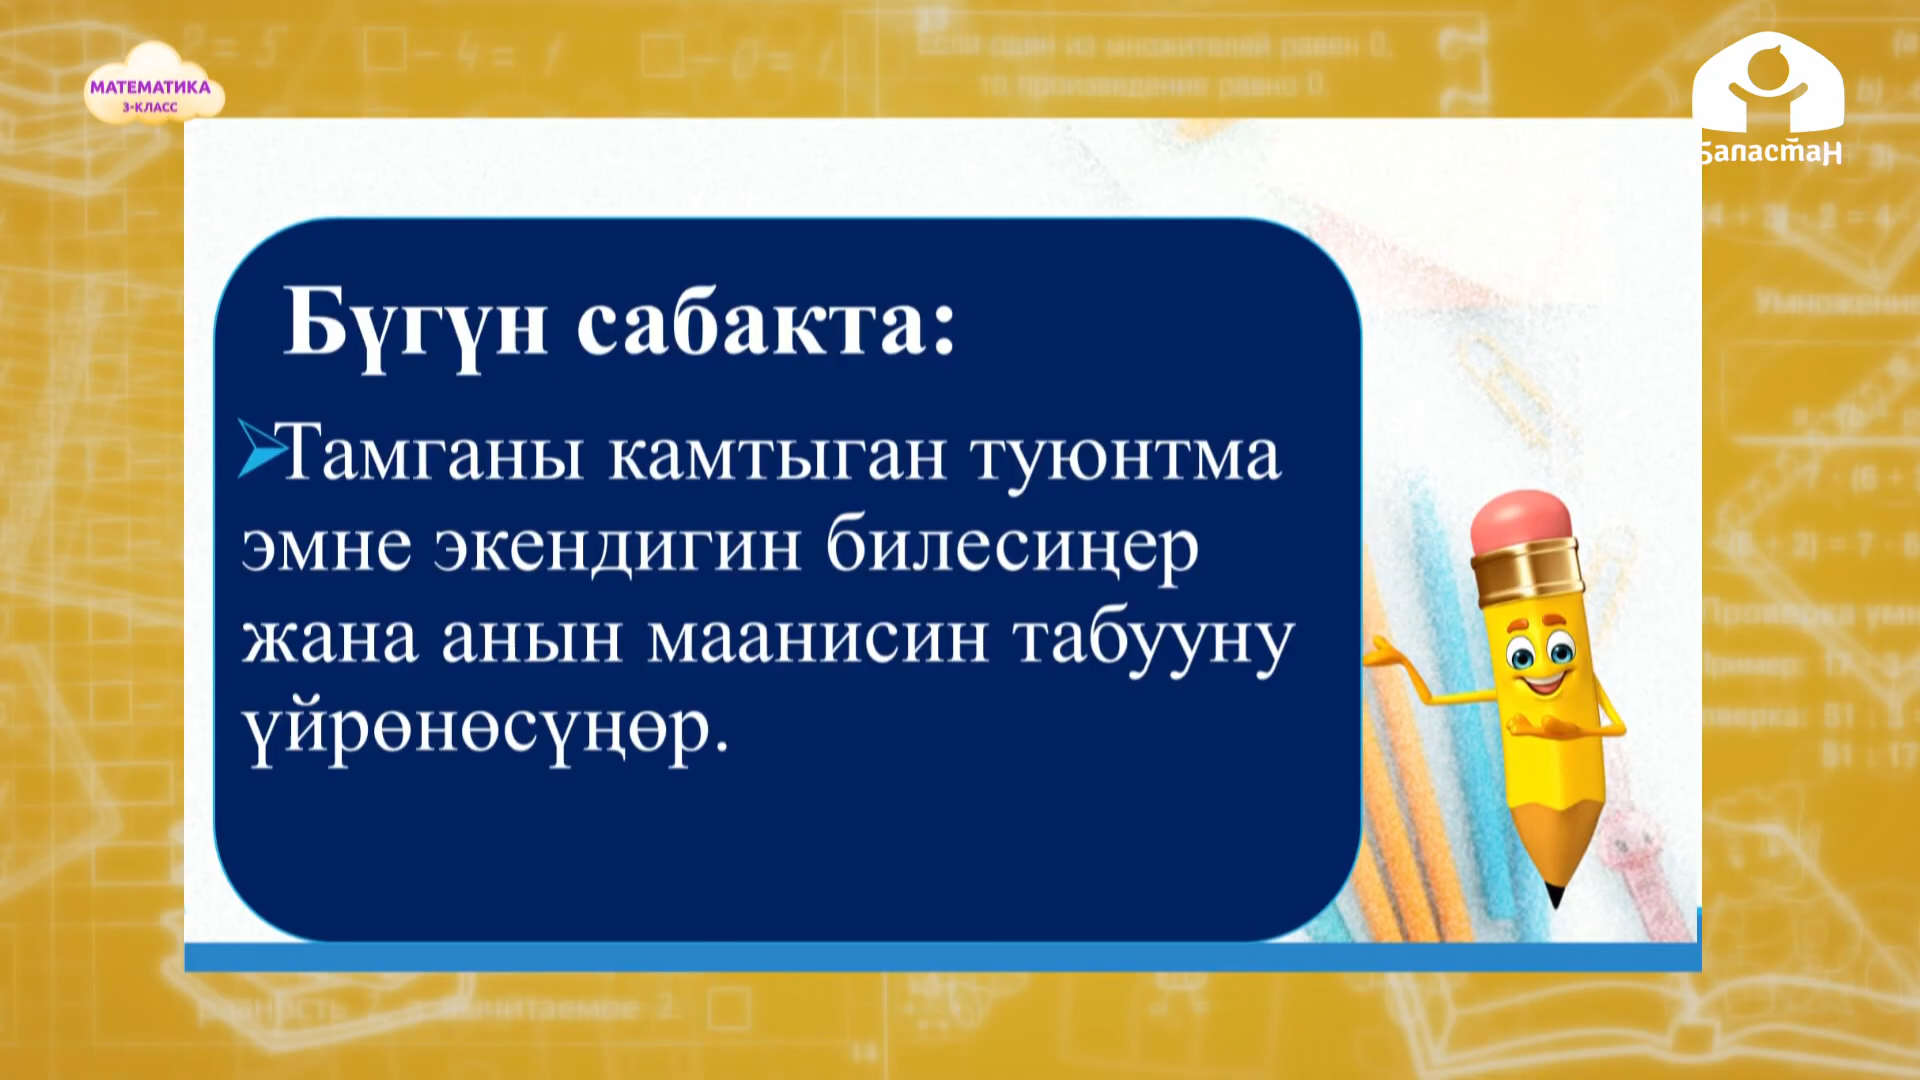 МАТЕМАТИКА
3-КЛАСС
Баластан
Бүгүн сабакта:
Тамганы камтыган туюнтма
эмне экендигин билесиңер
жана анын маанисин табууну
үйрөнөсүңөр.